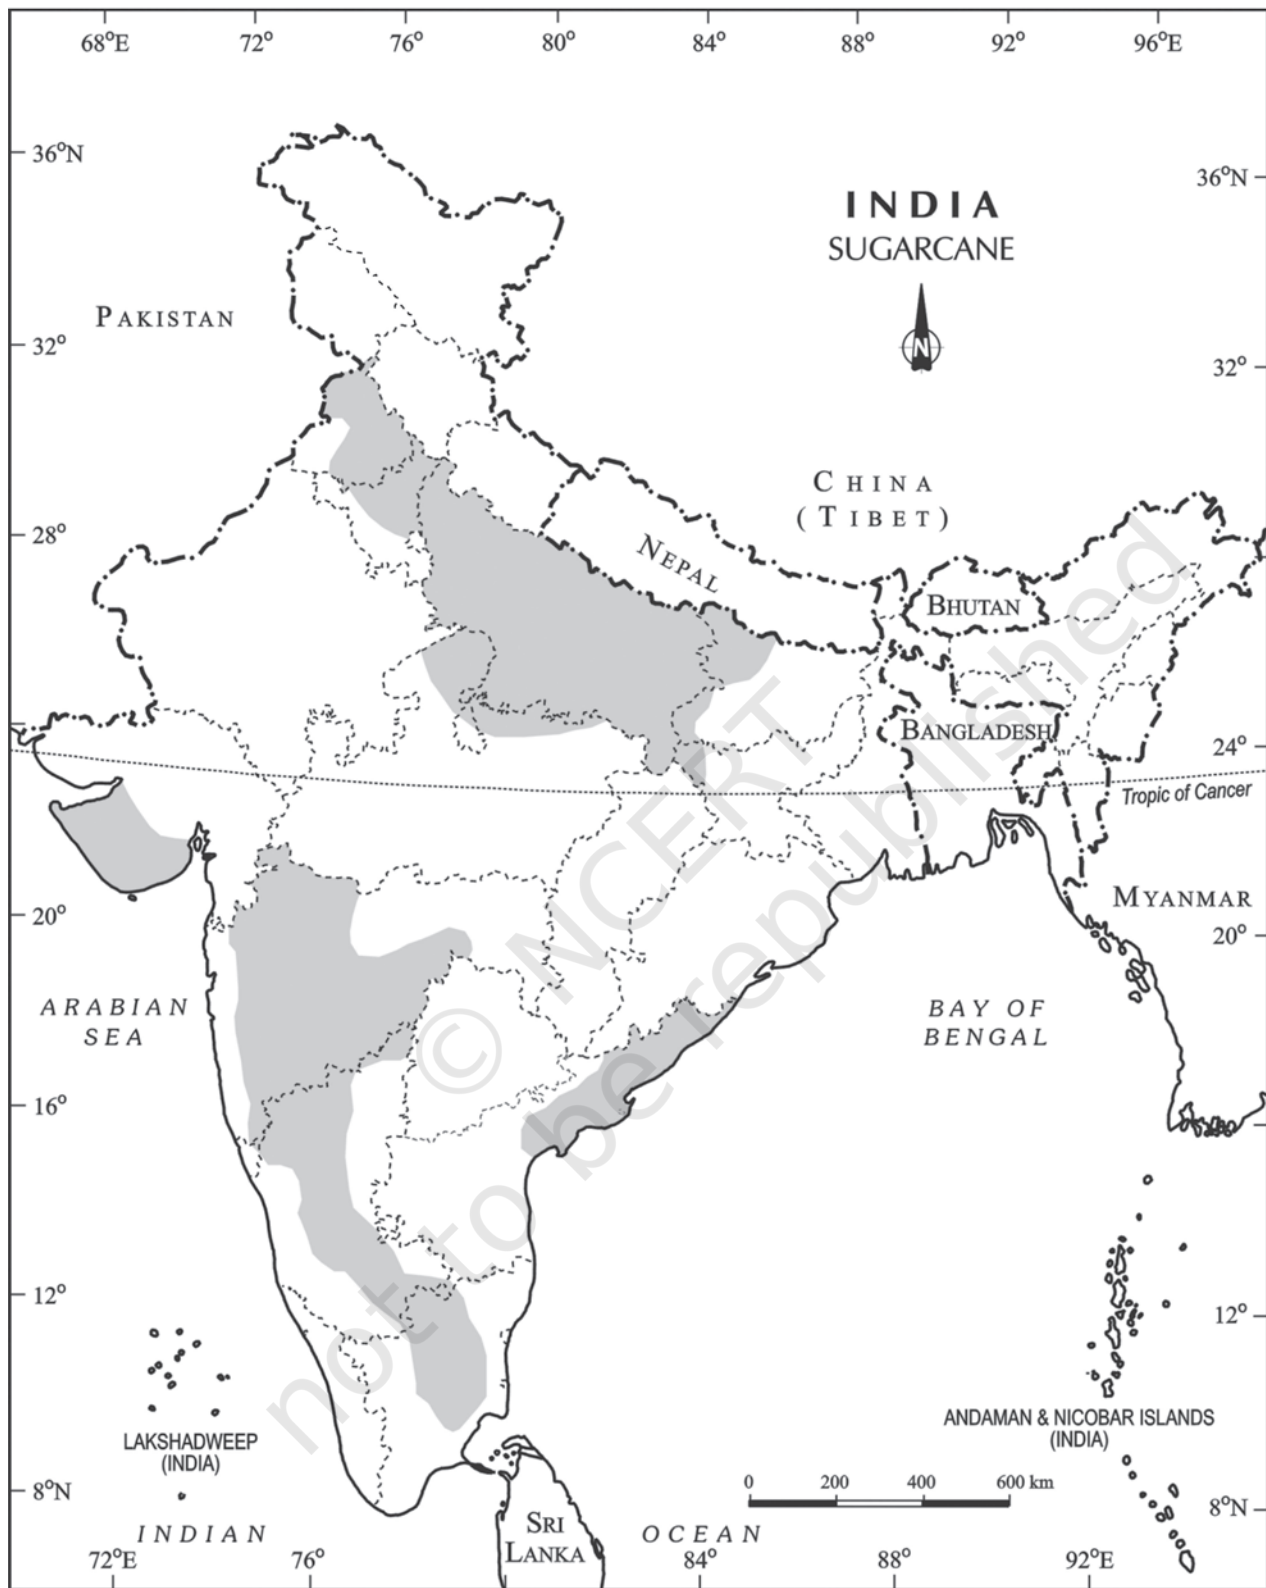 68°E 72° 76° 80° 84° 88° 92° 96°E
36°N
36°N
INDIA
SUGARCANE
N
PAKISTAN
32°
32°
CHINA
(TIBET)
28°
NEPAL
BHUTAN
BANGLADESH
24°
Tropic of Cancer
MYANMAR
20°
20°
ARABIAN
SEA
BAY OF
BENGAL
© NCERT
not to be republished
16°
12°
12°
LAKSHADWEEP
(INDIA)
ANDAMAN & NICOBAR ISLANDS
(INDIA)
0 200 400 600 km
8°N
8°N
SRI
LANKA
INDIAN OCEAN
72°E 76° 84° 88° 92°E